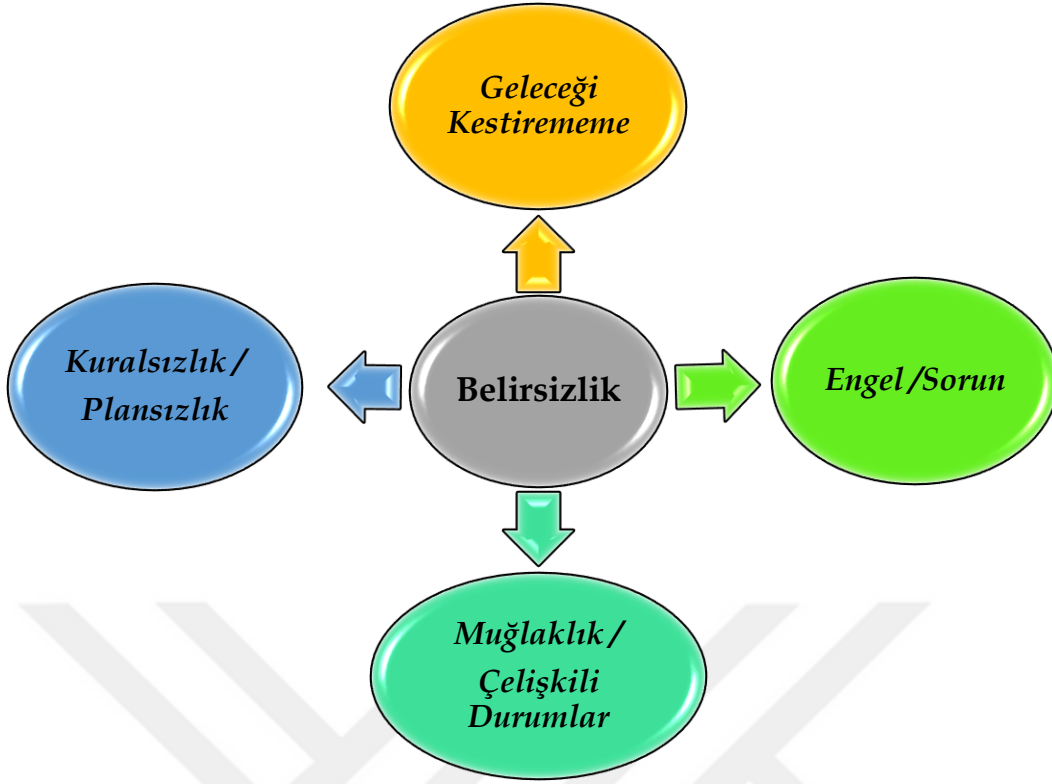 Geleceği
Kestirememe
Kuralsızlık /
Plansızlık
Belirsizlik
Engel /Sorun
Muğlaklık /
Çelişkili
Durumlar